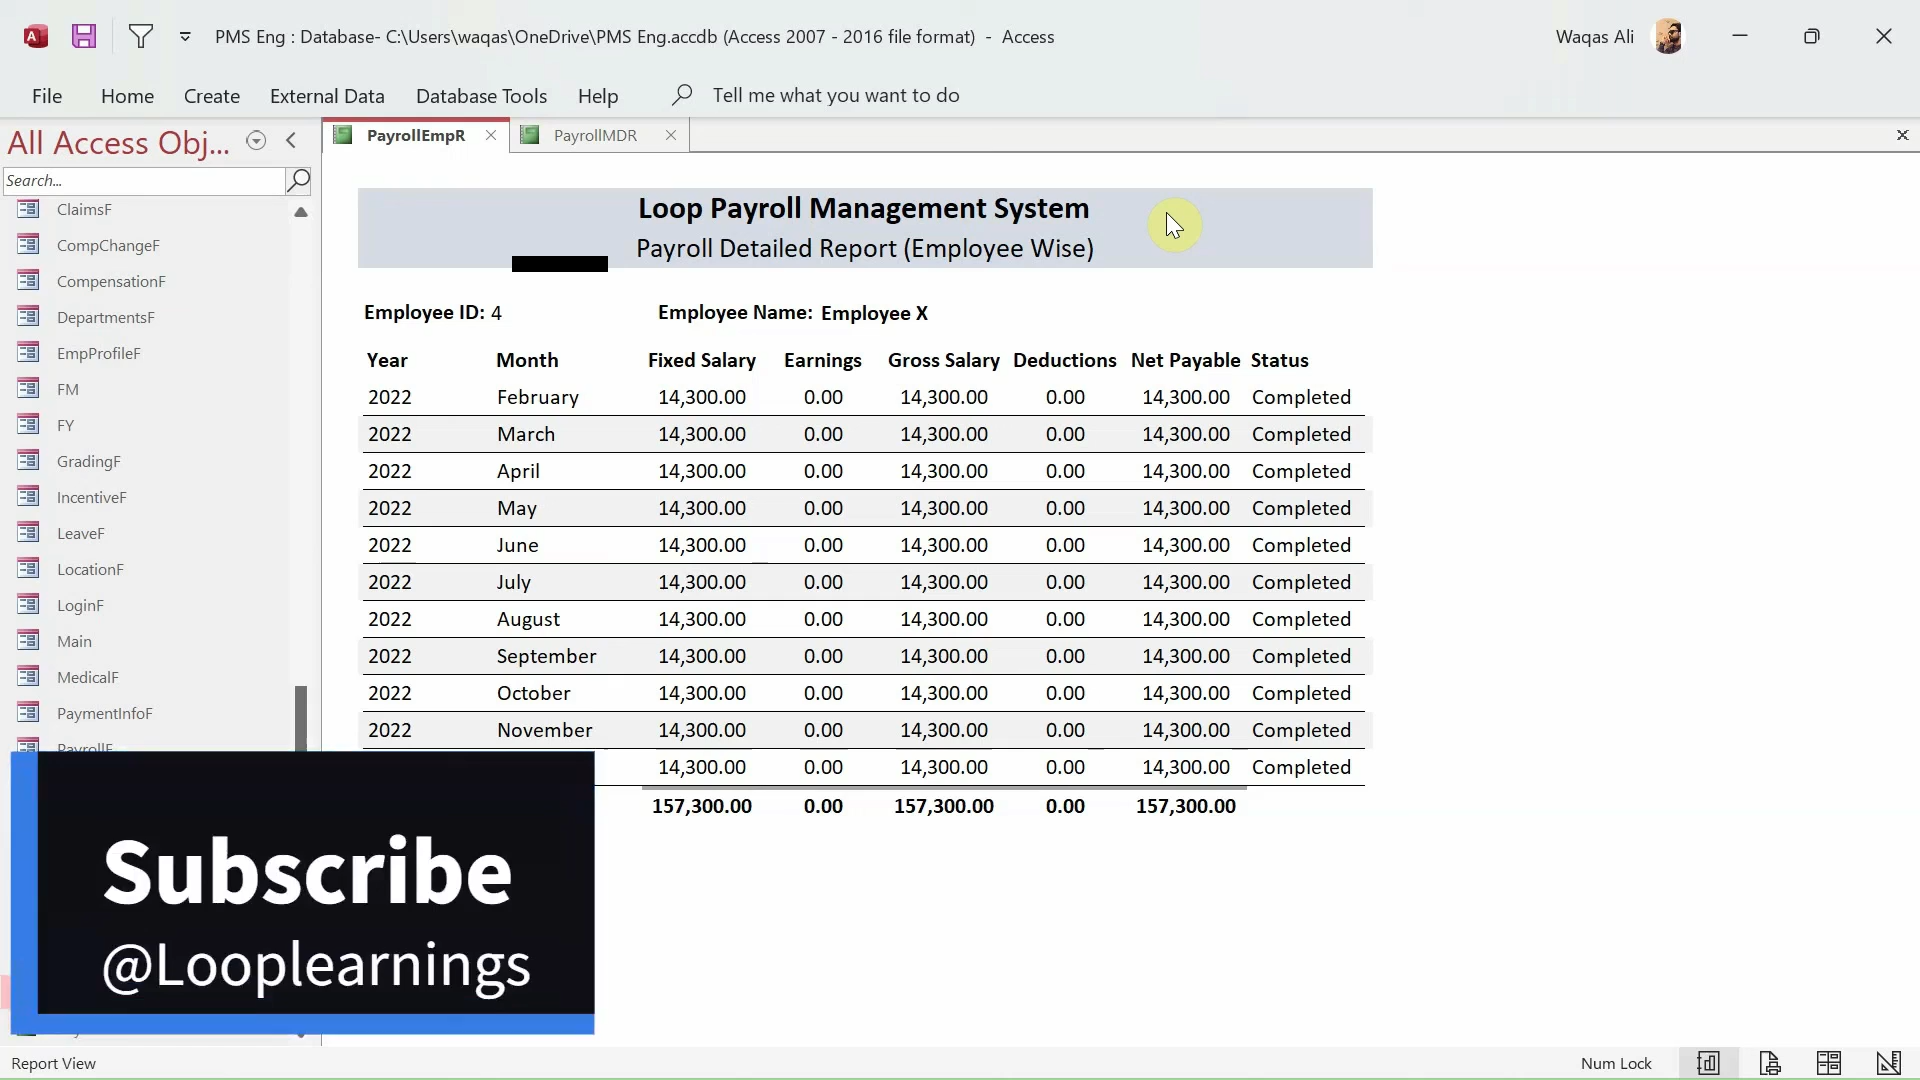 PMS Eng : Database- C:\Users\waqas\OneDrive\PMS Eng.accdb (Access 2007 - 2016 file format) - Access
Waqas Ali
File Home Create External Data Database Tools Help Tell me what you want to do
All Access Obj...
Search...
ClaimsF
CompChangeF
CompensationF
DepartmentsF
EmpProfileF
FM
FY
GradingF
IncentiveF
LeaveF
LocationF
LoginF
Main
MedicalF
PaymentInfoF
PayrollF
PayrollEmpR PayrollMDR
Loop Payroll Management System
Payroll Detailed Report (Employee Wise)
Employee ID: 4 Employee Name: Employee X
Year Month Fixed Salary Earnings Gross Salary Deductions Net Payable Status
2022 February 14,300.00 0.00 14,300.00 0.00 14,300.00 Completed
2022 March 14,300.00 0.00 14,300.00 0.00 14,300.00 Completed
2022 April 14,300.00 0.00 14,300.00 0.00 14,300.00 Completed
2022 May 14,300.00 0.00 14,300.00 0.00 14,300.00 Completed
2022 June 14,300.00 0.00 14,300.00 0.00 14,300.00 Completed
2022 July 14,300.00 0.00 14,300.00 0.00 14,300.00 Completed
2022 August 14,300.00 0.00 14,300.00 0.00 14,300.00 Completed
2022 September 14,300.00 0.00 14,300.00 0.00 14,300.00 Completed
2022 October 14,300.00 0.00 14,300.00 0.00 14,300.00 Completed
2022 November 14,300.00 0.00 14,300.00 0.00 14,300.00 Completed
14,300.00 0.00 14,300.00 0.00 14,300.00 Completed
157,300.00 0.00 157,300.00 0.00 157,300.00
Subscribe
@Looplearnings
Report View
Num Lock